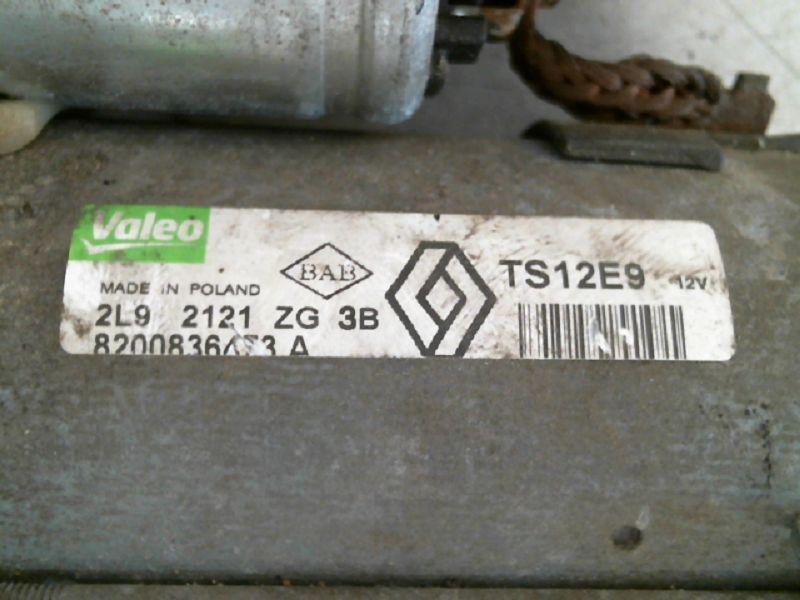 Valeo
BAB
TS12E9 12V
MADE IN POLAND
2L9 2121 ZG 3B